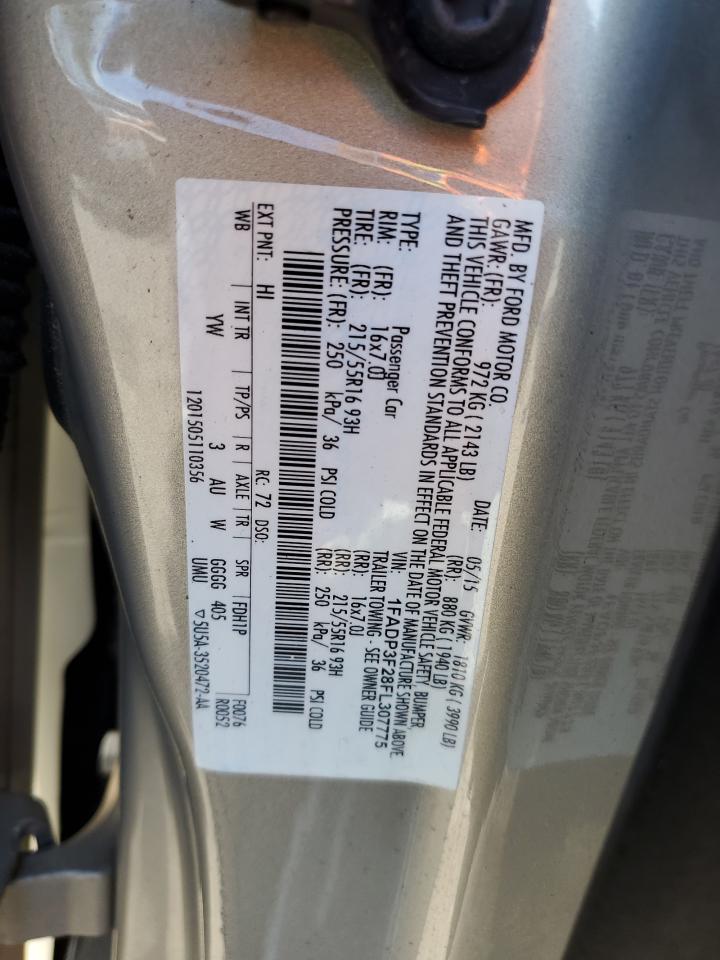 MFD. BY FORD MOTOR CO. DATE: 05/15 GVWR: 1810 KG ( 3990 LB)
GAWR: (FR): 972 KG ( 2143 LB) (RR): 880 KG ( 1940 LB)
THIS VEHICLE CONFORMS TO ALL APPLICABLE FEDERAL MOTOR VEHICLE SAFETY, BUMPER,
AND THEFT PREVENTION STANDARDS IN EFFECT ON THE DATE OF MANUFACTURE SHOWN ABOVE
VIN: 1FADP3F28FL307775
TYPE: Passenger Car TRAILER TOWING - SEE OWNER GUIDE
RIM: (FR): 16x7.0J (RR): 16x7.0J
TIRE: (FR): 215/55R16 93H (RR): 215/55R16 93H
PRESSURE: (FR): 250 kPa/ 36 PSI COLD (RR): 250 kPa/ 36 PSI COLD
EXT PNT: HI RC: 72 DSO: F0076
R0052
WB INT TR TP/PS R AXLE TR SPR FDHTP
YW 3 AU W GGGG 405 ▽ 5U5A-3520472-AA
1201505110356 UMU